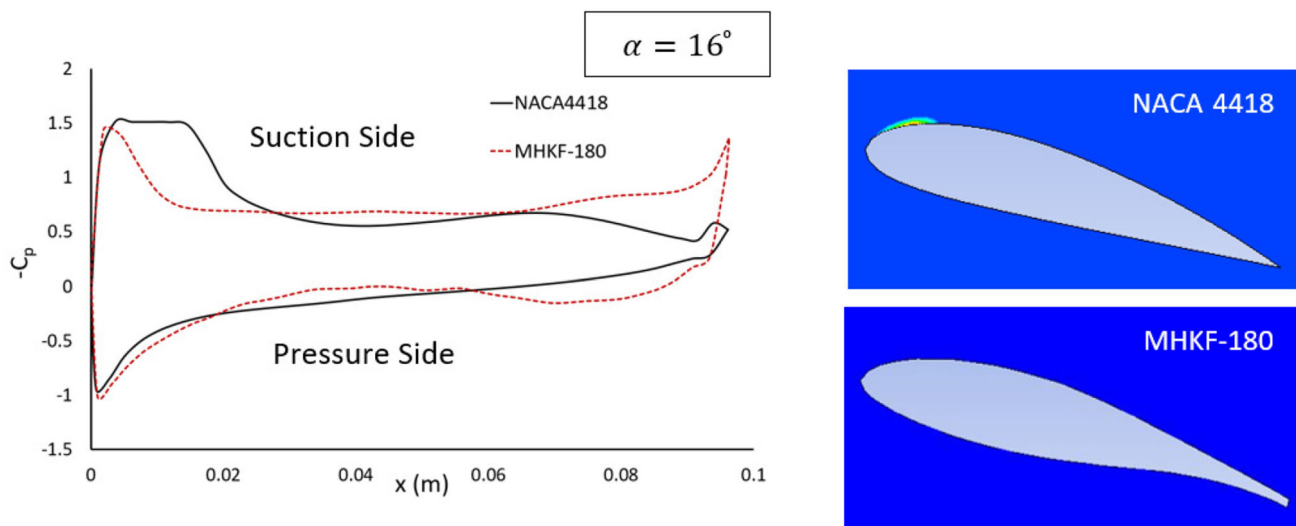 α = 16°
2
1.5
1
0.5
0
-0.5
-1
-1.5
-Cp
NACA4418
MHKF-180
Suction Side
Pressure Side
0
0.02
0.04
0.06
0.08
0.1
x (m)
NACA 4418
MHKF-180